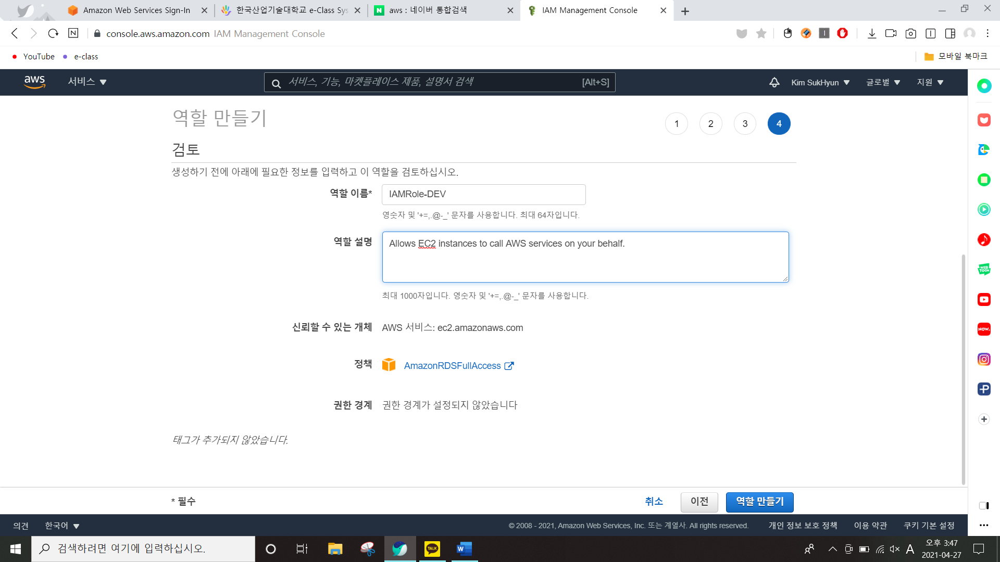 Amazon Web Services Sign-In
한국산업기술대학교 e-Class Sys
N aws : 네이버 통합검색
IAM Management Console
N console.aws.amazon.com IAM Management Console
YouTube e-class 모바일 북마크
aws 서비스 서비스, 기능, 마켓플레이스 제품, 설명서 검색 [Alt+S] Kim SukHyun 글로벌 지원
역할 만들기
1 2 3 4
검토
생성하기 전에 아래에 필요한 정보를 입력하고 이 역할을 검토하십시오.
역할 이름* IAMRole-DEV
영숫자 및 '+=,.@-_' 문자를 사용합니다. 최대 64자입니다.
역할 설명 Allows EC2 instances to call AWS services on your behalf.
최대 1000자입니다. 영숫자 및 '+=,.@-_' 문자를 사용합니다.
신뢰할 수 있는 개체 AWS 서비스: ec2.amazonaws.com
정책 AmazonRDSFullAccess
권한 경계 권한 경계가 설정되지 않았습니다
태그가 추가되지 않았습니다.
* 필수 취소 이전 역할 만들기
의견 한국어 © 2008 - 2021, Amazon Web Services, Inc. 또는 계열사. All rights reserved. 개인 정보 보호 정책 이용 약관 쿠키 기본 설정
WEB
TOON
NOW.
검색하려면 여기에 입력하십시오.
TALK
W
A
오후 3:47
2021-04-27